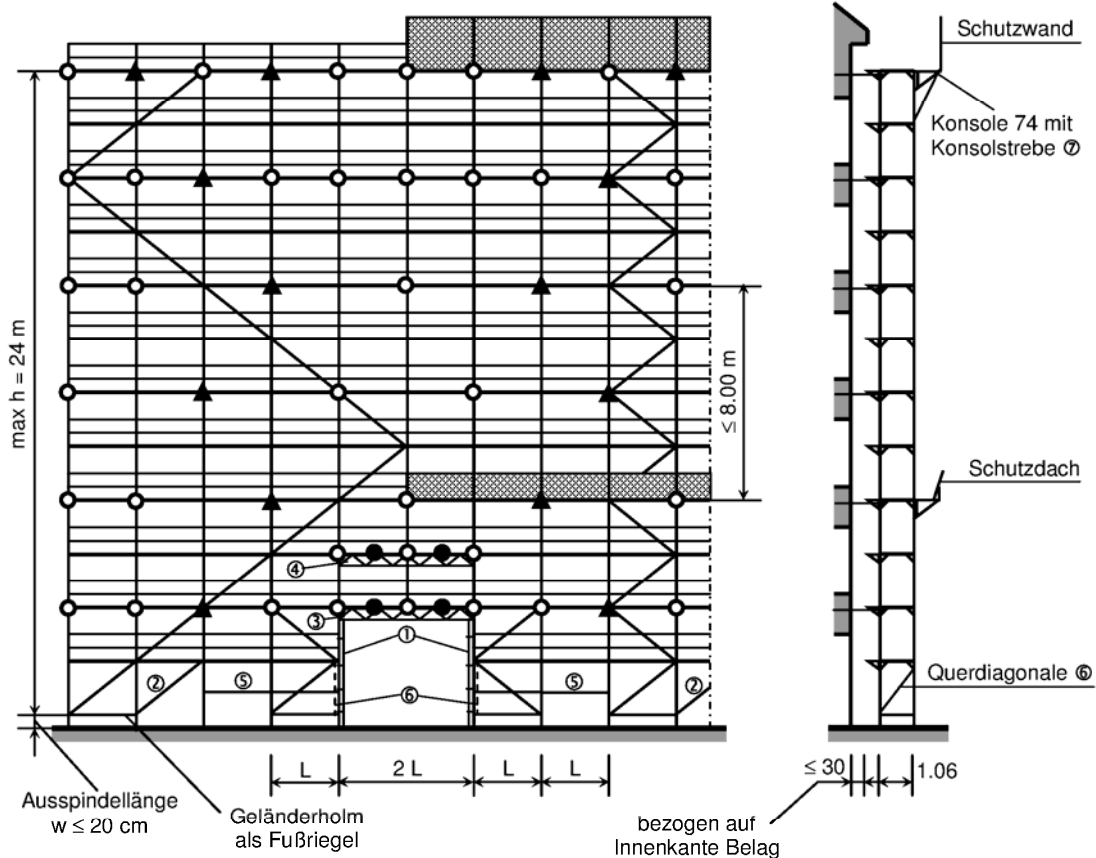 Schutzwand
Konsole 74 mit
Konsolstrebe ⑦
max h = 24 m
≤ 8.00 m
Schutzdach
④
③
①
②
⑤
⑥
⑤
②
Querdiagonale ⑥
L
2 L
L
L
≤ 30
1.06
Ausspindellänge
w ≤ 20 cm
Geländerholm
als Fußriegel
bezogen auf
Innenkante Belag